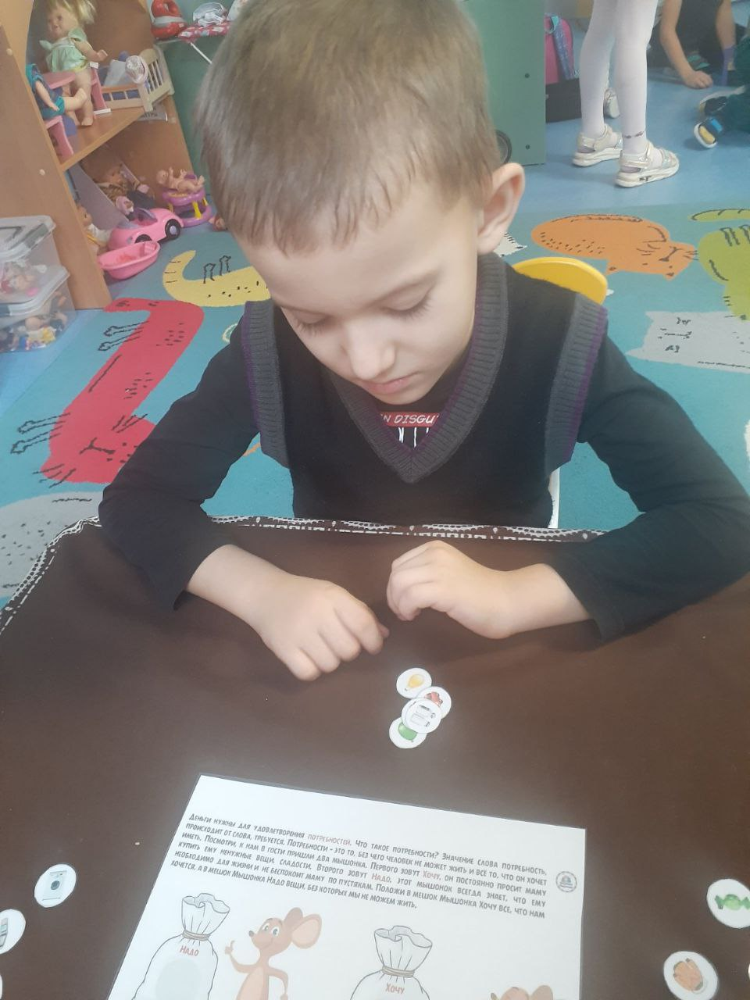 N DISGU
ДЕНЬГИ НУЖНЫ ДЛЯ УДОВЛЕТВОРЕНИЯ ПОТРЕБНОСТЕЙ. ЧТО ТАКОЕ ПОТРЕБНОСТИ? ЗНАЧЕНИЕ СЛОВА ПОТРЕБНОСТЬ,
ПРОИСХОДИТ ОТ СЛОВА, ТРЕБУЕТСЯ. ПОТРЕБНОСТИ - ЭТО ТО, БЕЗ ЧЕГО ЧЕЛОВЕК НЕ МОЖЕТ ЖИТЬ И ВСЁ ТО, ЧТО ОН ХОЧЕТ
ИМЕТЬ. ПОСМОТРИ, К НАМ В ГОСТИ ПРИШЛИ ДВА МЫШОНКА. ПЕРВОГО ЗОВУТ ХОЧУ, ОН ПОСТОЯННО ПРОСИТ МАМУ
КУПИТЬ ЕМУ НЕНУЖНЫЕ ВЕЩИ, СЛАДОСТИ. ВТОРОГО ЗОВУТ НАДО, ЭТОТ МЫШОНОК ВСЕГДА ЗНАЕТ, ЧТО ЕМУ
НЕОБХОДИМО ДЛЯ ЖИЗНИ И НЕ БЕСПОКОИТ МАМУ ПО ПУСТЯКАМ. ПОЛОЖИ В МЕШОК МЫШОНКА ХОЧУ ВСЕ, ЧТО НАМ
ХОЧЕТСЯ, А В МЕШОК МЫШОНКА НАДО ВЕЩИ, БЕЗ КОТОРЫХ МЫ НЕ МОЖЕМ ЖИТЬ.
НАДО
ХОЧУ